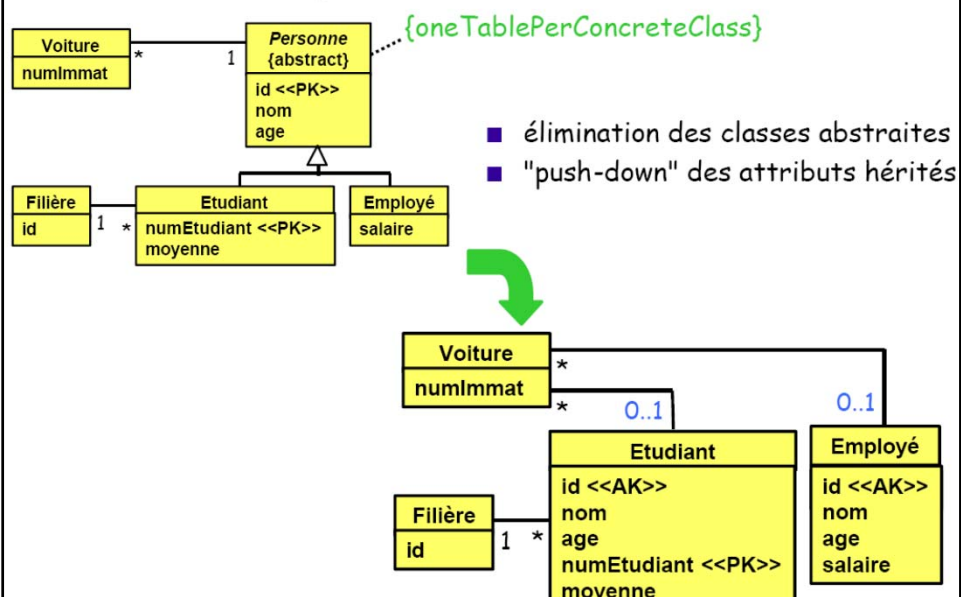 {oneTablePerConcreteClass}
Voiture
numImmat
*
1
Personne
{abstract}
id <<PK>>
nom
age
■ élimination des classes abstraites
■ "push-down" des attributs hérités
Filière
id
1
*
Etudiant
numEtudiant <<PK>>
moyenne
Employé
salaire
Voiture
numImmat
*
*
0..1
0..1
Filière
id
1
*
Etudiant
id <<AK>>
nom
age
numEtudiant <<PK>>
moyenne
Employé
id <<AK>>
nom
age
salaire